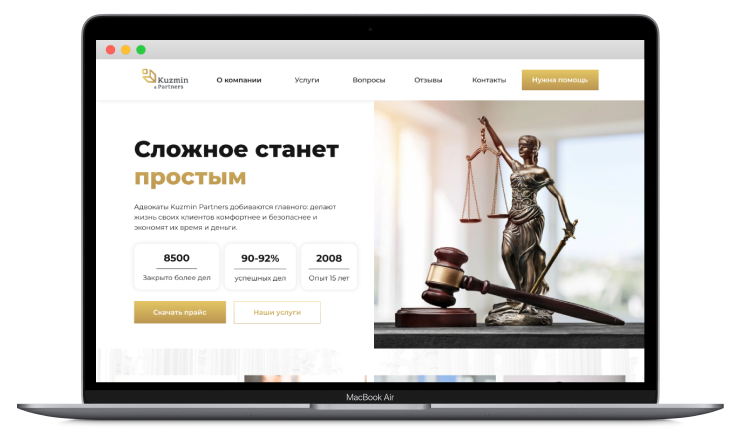 Kuzmin
& Partners
О компании
Услуги
Вопросы
Отзывы
Контакты
Нужна помощь
Сложное станет
простым
Адвокаты Kuzmin Partners добиваются главного: делают
жизнь своих клиентов комфортнее и безопаснее и
экономят их время и деньги.
8500
Закрыто более дел
90-92%
успешных дел
2008
Опыт 15 лет
Скачать прайс
Наши услуги
MacBook Air